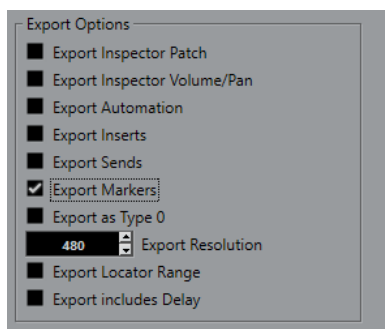 Export Options
Export Inspector Patch
Export Inspector Volume/Pan
Export Automation
Export Inserts
Export Sends
Export Markers
Export as Type 0
480 Export Resolution
Export Locator Range
Export includes Delay